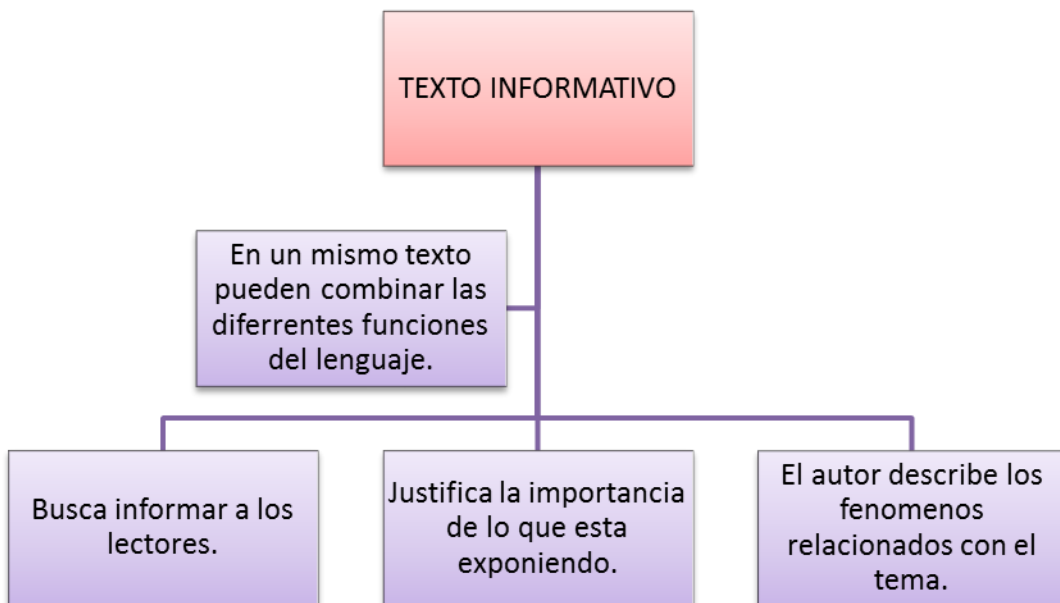 TEXTO INFORMATIVO
En un mismo texto
pueden combinar las
diferrentes funciones
del lenguaje.
Busca informar a los
lectores.
Justifica la importancia
de lo que esta
exponiendo.
El autor describe los
fenomenos
relacionados con el
tema.